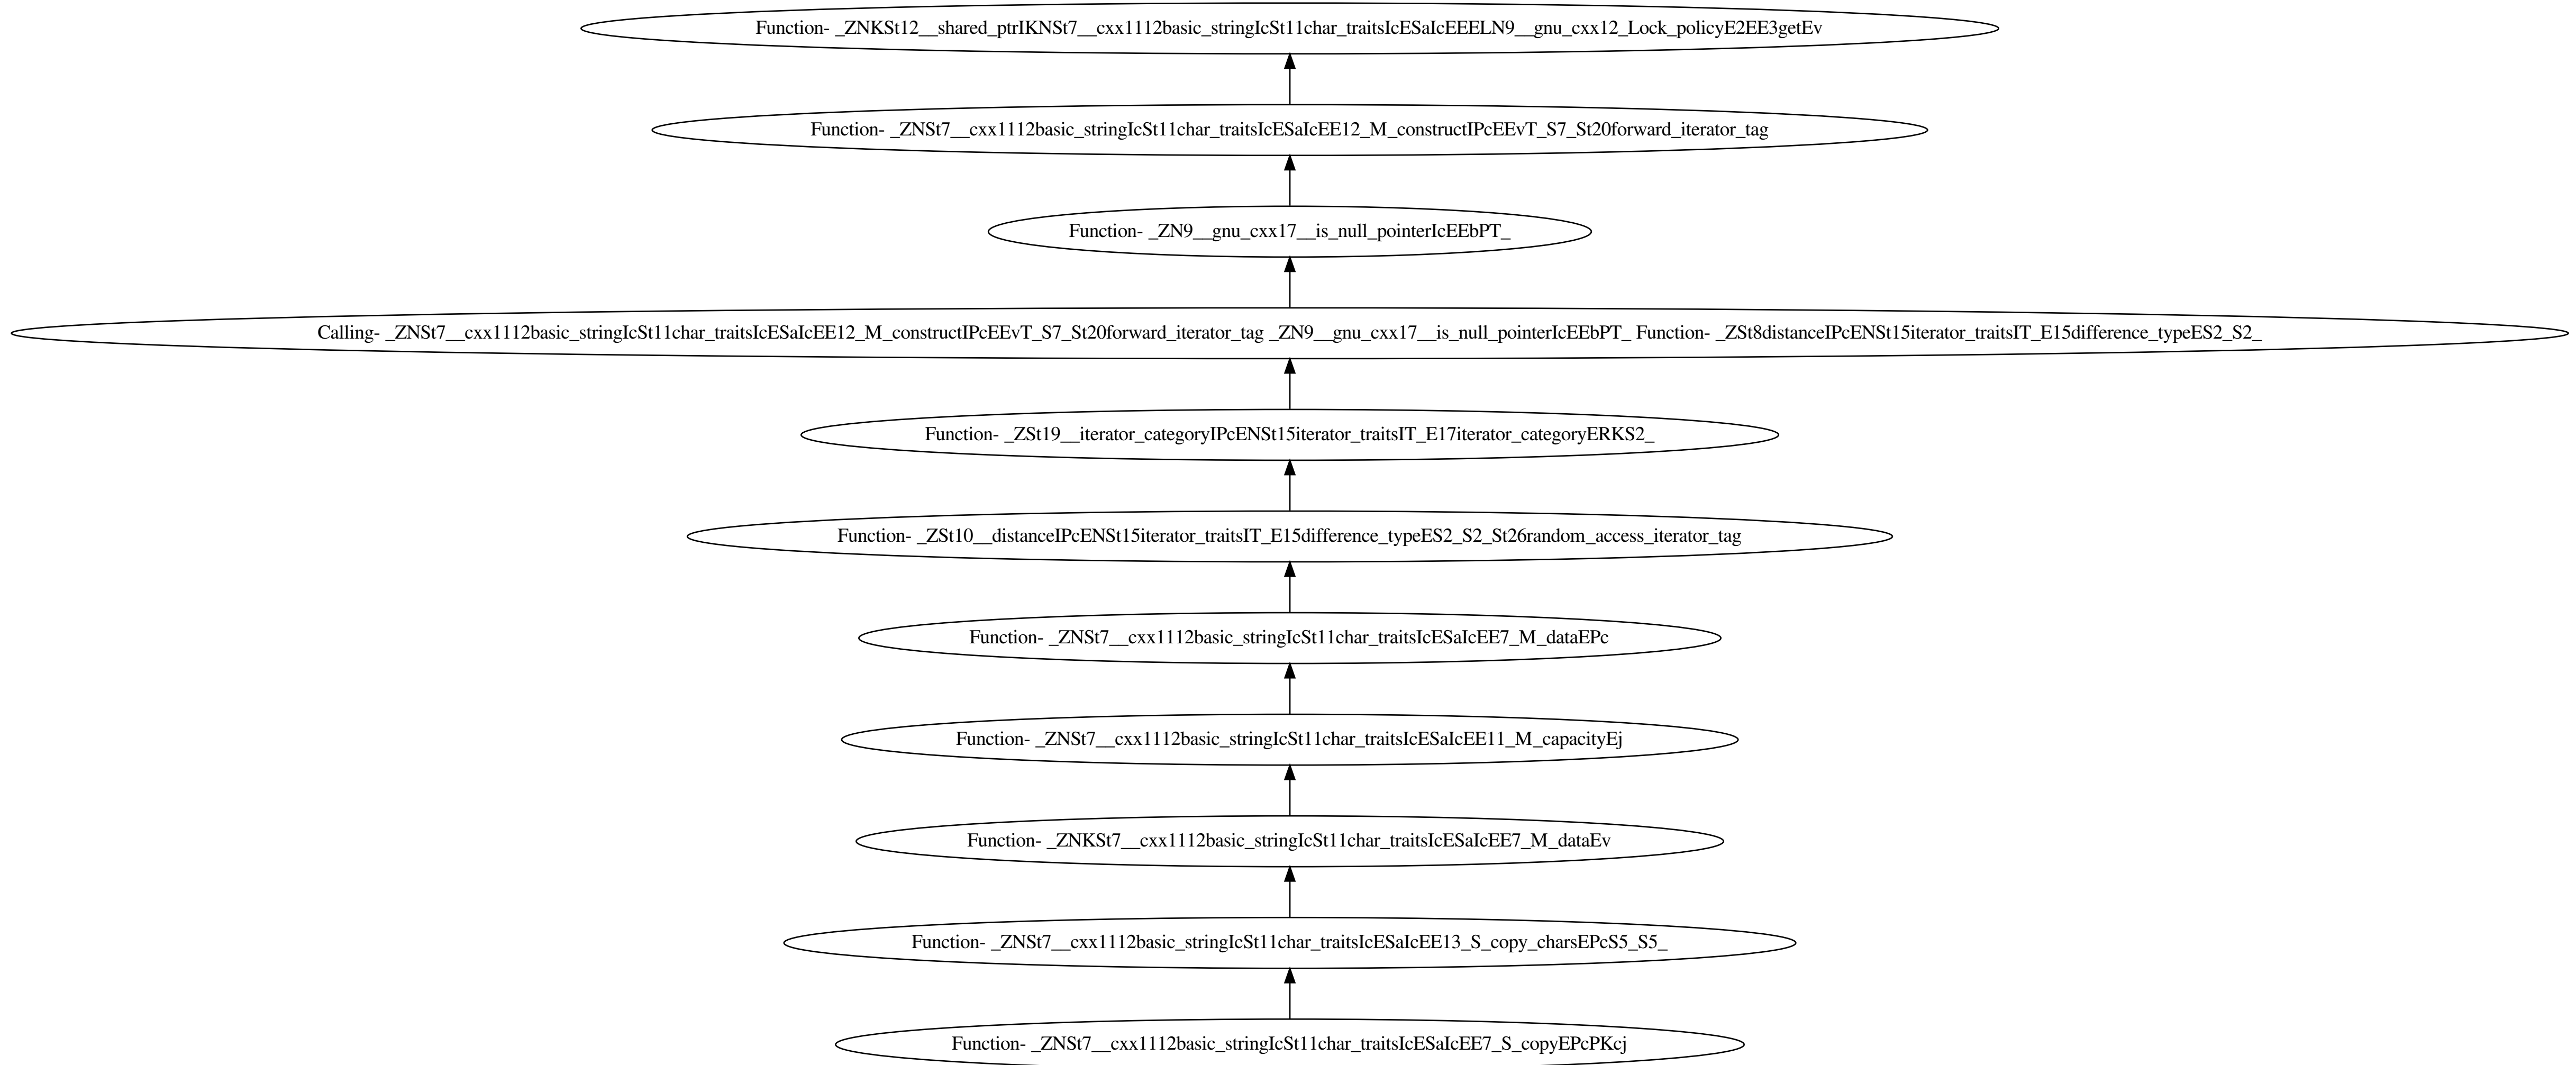 Function- _ZNKSt12__shared_ptrIKNSt7__cxx1112basic_stringIcSt11char_traitsIcESaIcEEELN9__gnu_cxx12_Lock_policyE2EE3getEv
Function- _ZNSt7__cxx1112basic_stringIcSt11char_traitsIcESaIcEE12_M_constructIPcEEvT_S7_St20forward_iterator_tag
Function- _ZN9__gnu_cxx17__is_null_pointerIcEEbPT_
Calling- _ZNSt7__cxx1112basic_stringIcSt11char_traitsIcESaIcEE12_M_constructIPcEEvT_S7_St20forward_iterator_tag _ZN9__gnu_cxx17__is_null_pointerIcEEbPT_ Function- _ZSt8distanceIPcENSt15iterator_traitsIT_E15difference_typeES2_S2_
Function- _ZSt19__iterator_categoryIPcENSt15iterator_traitsIT_E17iterator_categoryERKS2_
Function- _ZSt10__distanceIPcENSt15iterator_traitsIT_E15difference_typeES2_S2_St26random_access_iterator_tag
Function- _ZNSt7__cxx1112basic_stringIcSt11char_traitsIcESaIcEE7_M_dataEPc
Function- _ZNSt7__cxx1112basic_stringIcSt11char_traitsIcESaIcEE11_M_capacityEj
Function- _ZNKSt7__cxx1112basic_stringIcSt11char_traitsIcESaIcEE7_M_dataEv
Function- _ZNSt7__cxx1112basic_stringIcSt11char_traitsIcESaIcEE13_S_copy_charsEPcS5_S5_
Function- _ZNSt7__cxx1112basic_stringIcSt11char_traitsIcESaIcEE7_S_copyEPcPKcj